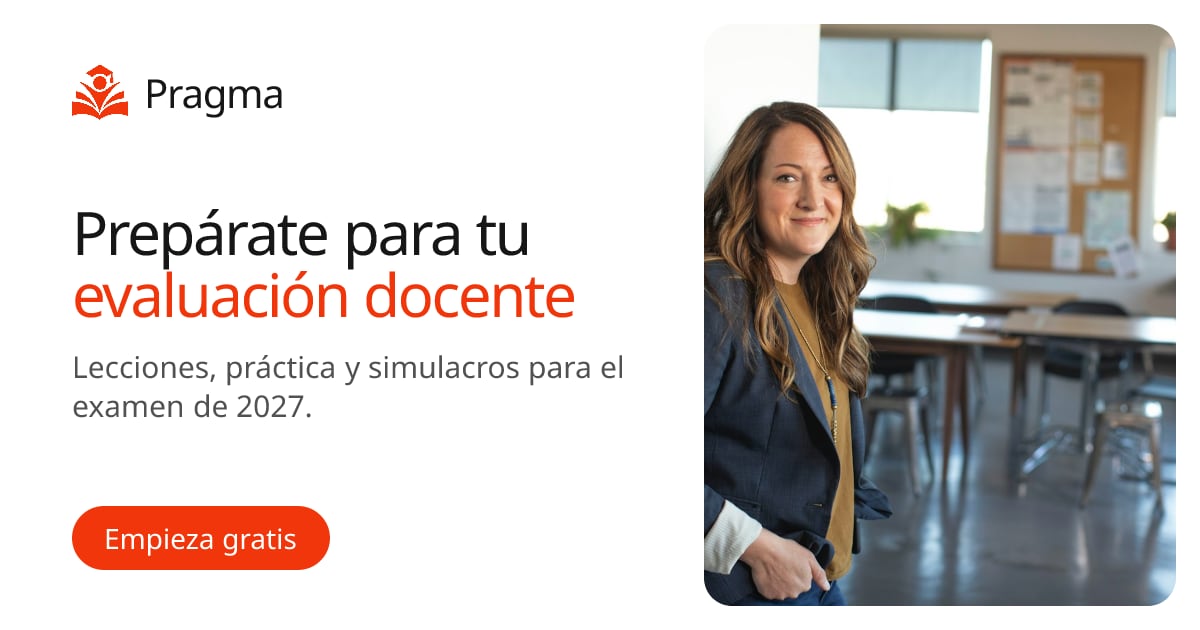 Pragma
Prepárate para tu
evaluación docente
Lecciones, práctica y simulacros para el
examen de 2027.
Empieza gratis